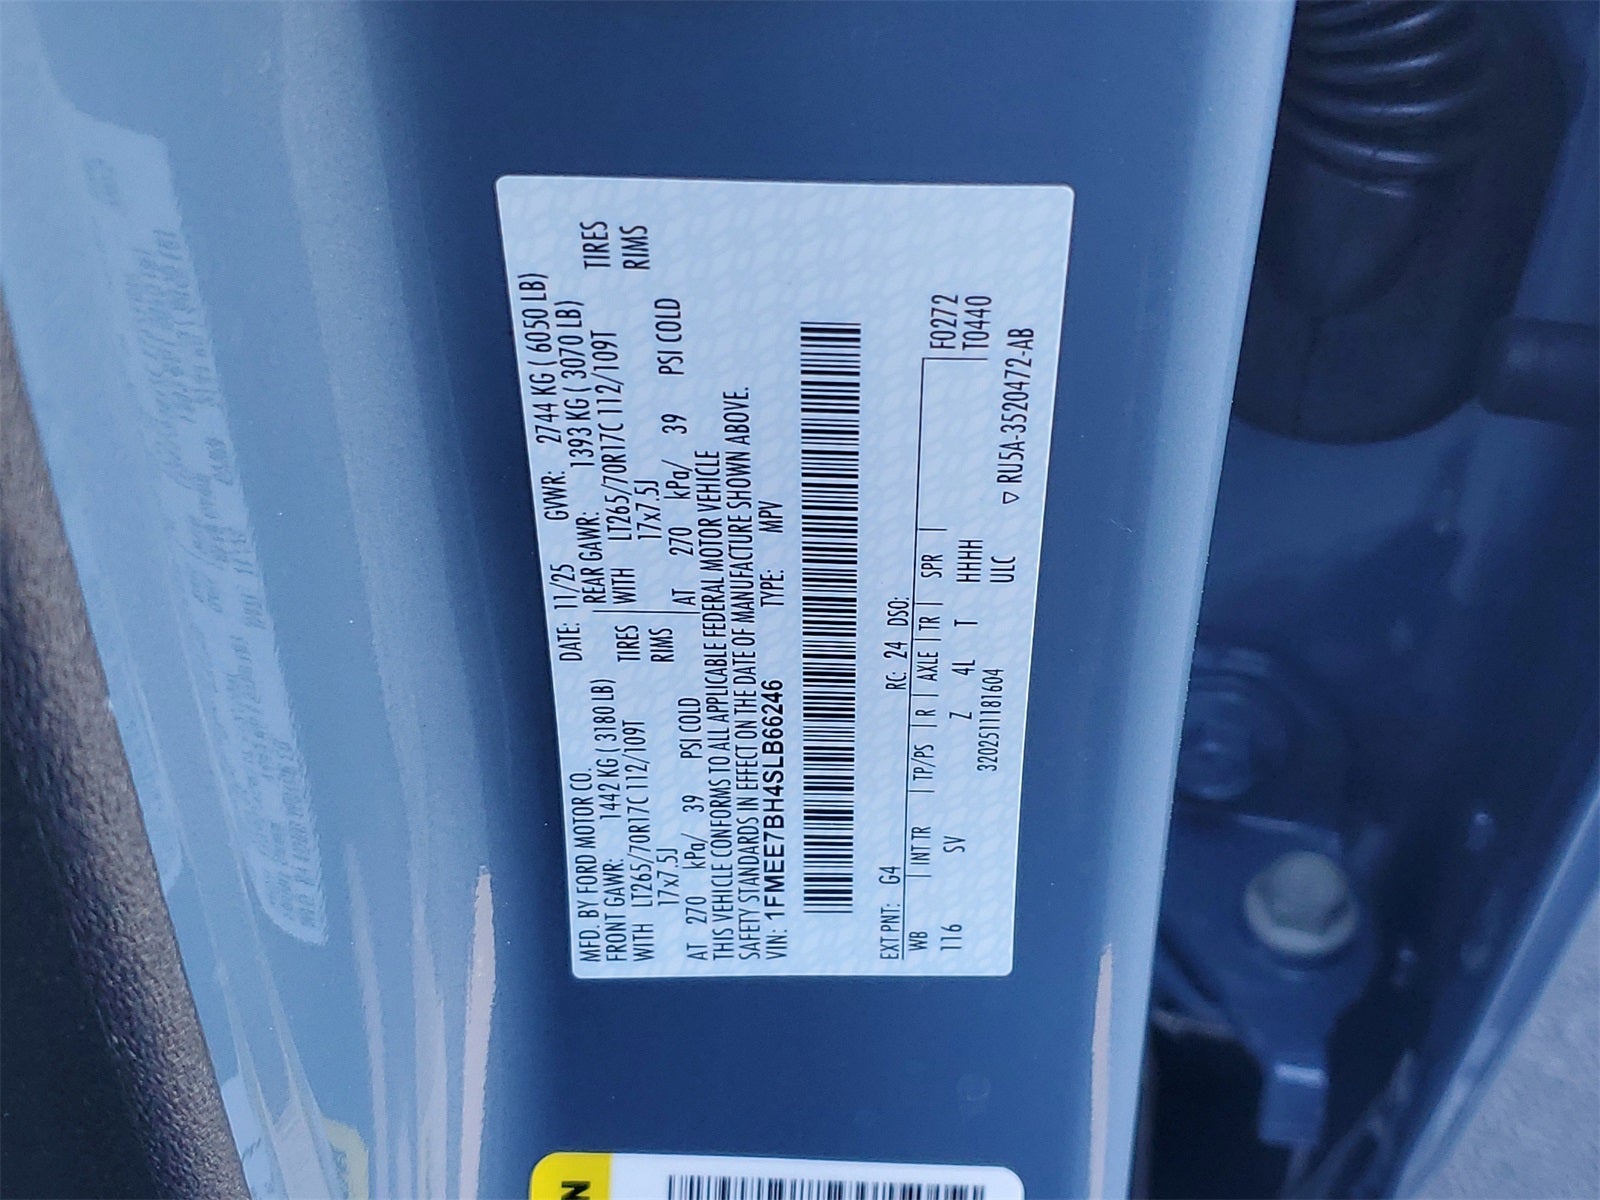 MFD. BY FORD MOTOR CO. DATE: 11/25 GVWR: 2744 KG ( 6050 LB)
FRONT GAWR: 1442 KG ( 3180 LB) REAR GAWR: 1393 KG ( 3070 LB)
WITH LT265/70R17C 112/109T TIRES WITH LT265/70R17C 112/109T TIRES
17x7.5J RIMS 17x7.5J RIMS
AT 270 kPa/ 39 PSI COLD AT 270 kPa/ 39 PSI COLD
THIS VEHICLE CONFORMS TO ALL APPLICABLE FEDERAL MOTOR VEHICLE
SAFETY STANDARDS IN EFFECT ON THE DATE OF MANUFACTURE SHOWN ABOVE.
VIN: 1FMEE7BH4SLB66246 TYPE: MPV
EXT PNT: G4 RC: 24 DSO:
WB INT TR TP/PS R AXLE TR SPR F0272
116 SV Z 4L T HHHH T0440
320251118160​4 ULC
▽ RU5A-3520472-AB
N